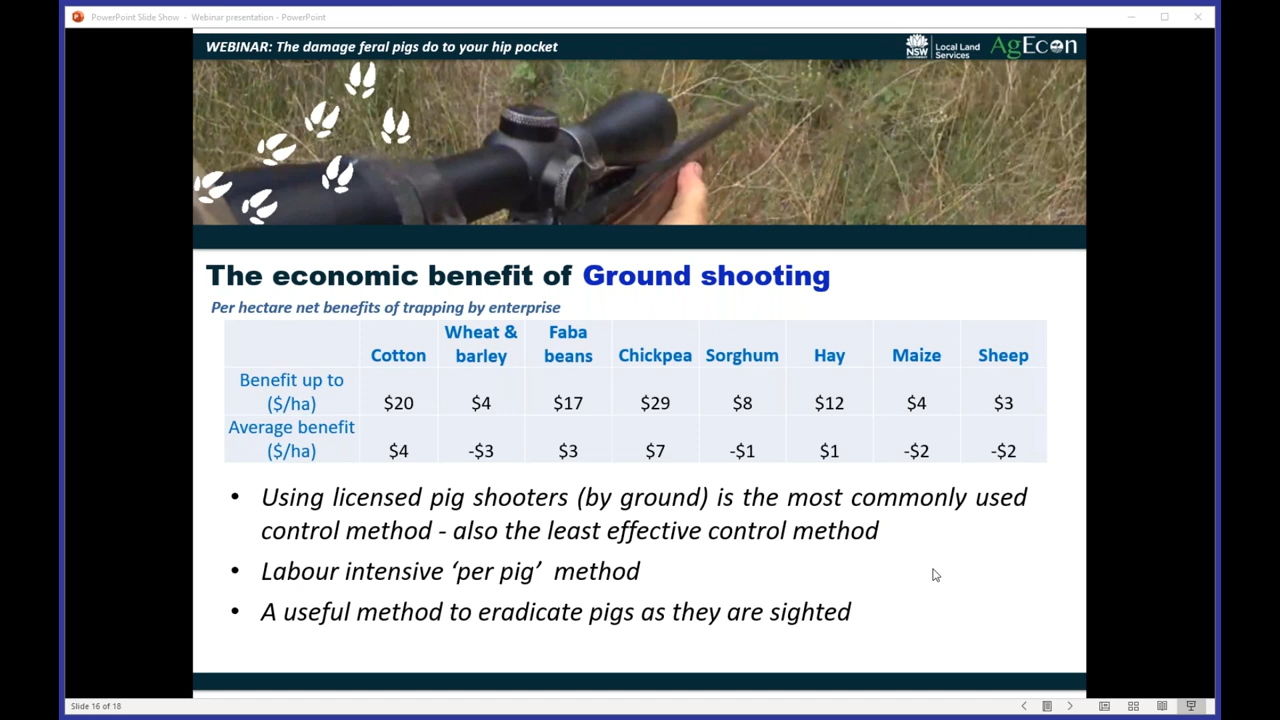 PowerPoint Slide Show - Webinar presentation - PowerPoint
WEBINAR: The damage feral pigs do to your hip pocket
NSW
Local Land
Services
AgEcon
The economic benefit of Ground shooting
Per hectare net benefits of trapping by enterprise
Cotton Wheat & barley Faba beans Chickpea Sorghum Hay Maize Sheep
Benefit up to ($/ha) $20 $4 $17 $29 $8 $12 $4 $3
Average benefit ($/ha) $4 -$3 $3 $7 -$1 $1 -$2 -$2
• Using licensed pig shooters (by ground) is the most commonly used
control method - also the least effective control method
• Labour intensive ‘per pig’ method
• A useful method to eradicate pigs as they are sighted
Slide 16 of 18